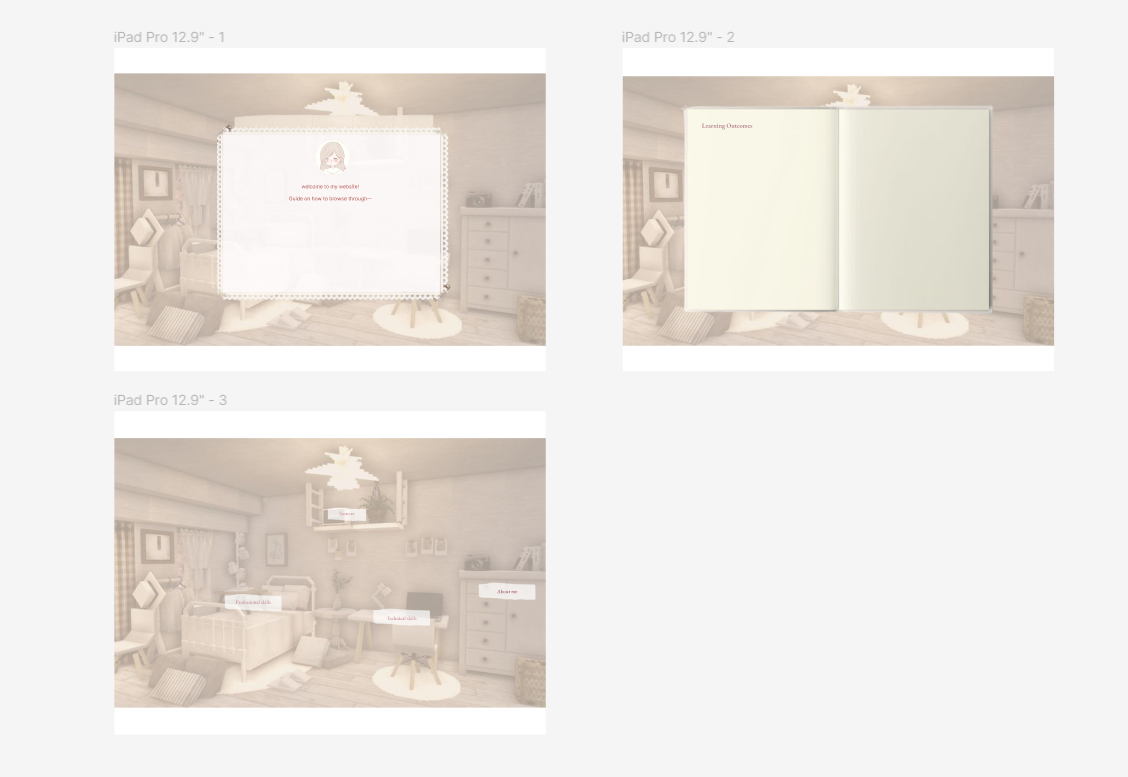 iPad Pro 12.9" - 1
welcome to my website!
Guide on how to browse through~~
iPad Pro 12.9" - 2
Learning Outcomes
iPad Pro 12.9" - 3
Professional skills
Technical skills
About me